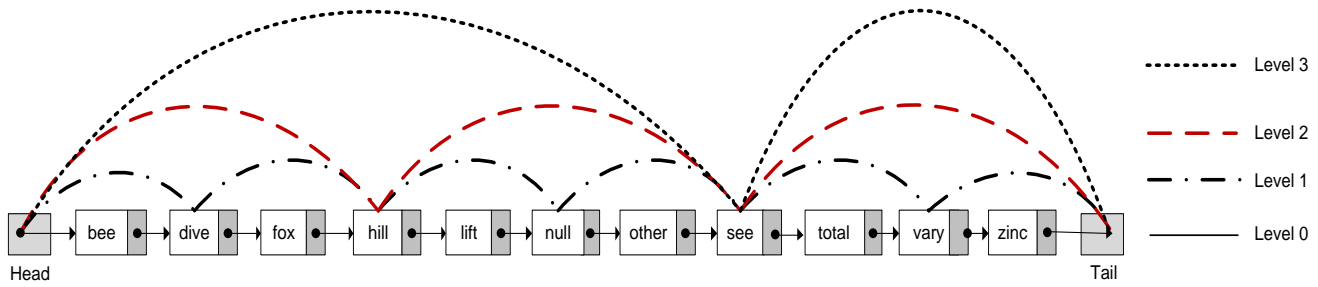 Level 3
Level 2
Level 1
bee dive fox hill lift null other see total vary zinc Level 0
Head Tail